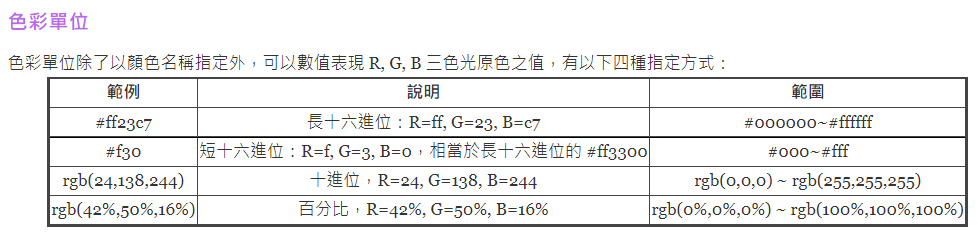 色彩單位
色彩單位除了以顏色名稱指定外，可以數值表現 R, G, B 三色光原色之值，有以下四種指定方式：
範例 說明 範圍
#ff23c7 長十六進位：R=ff, G=23, B=c7 #000000~#ffffff
#f30 短十六進位：R=f, G=3, B=0，相當於長十六進位的 #ff3300 #000~#fff
rgb(24,138,244) 十進位，R=24, G=138, B=244 rgb(0,0,0) ~ rgb(255,255,255)
rgb(42%,50%,16%) 百分比，R=42%, G=50%, B=16% rgb(0%,0%,0%) ~ rgb(100%,100%,100%)